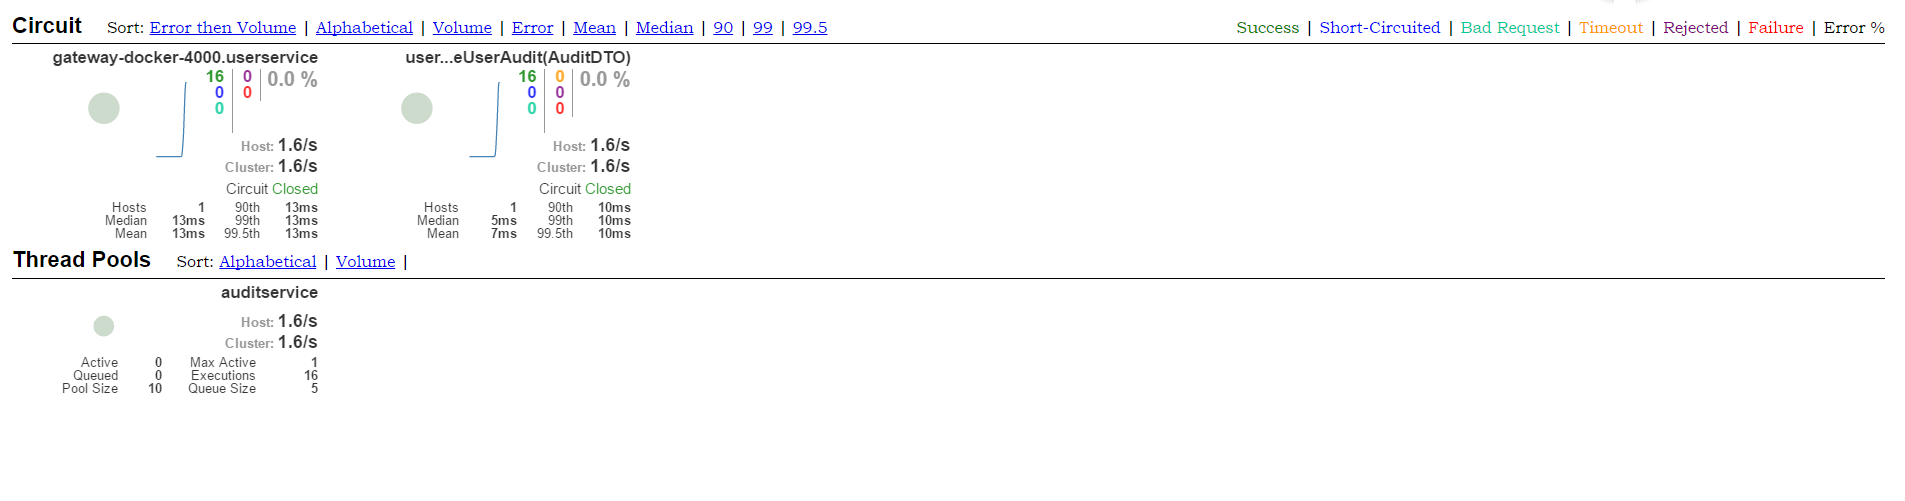 Circuit Sort: Error then Volume | Alphabetical | Volume | Error | Mean | Median | 90 | 99 | 99.5 Success | Short-Circuited | Bad Request | Timeout | Rejected | Failure | Error %
gateway-docker-4000.userservice
16 0 0.0 %
0 0
0
Host: 1.6/s
Cluster: 1.6/s
Circuit Closed
Hosts 1 90th 13ms
Median 13ms 99th 13ms
Mean 13ms 99.5th 13ms
user...eUserAudit(AuditDTO)
16 0 0.0 %
0 0
0 0
Host: 1.6/s
Cluster: 1.6/s
Circuit Closed
Hosts 1 90th 10ms
Median 5ms 99th 10ms
Mean 7ms 99.5th 10ms
Thread Pools Sort: Alphabetical | Volume |
auditservice
Host: 1.6/s
Cluster: 1.6/s
Active 0 Max Active 1
Queued 0 Executions 16
Pool Size 10 Queue Size 5